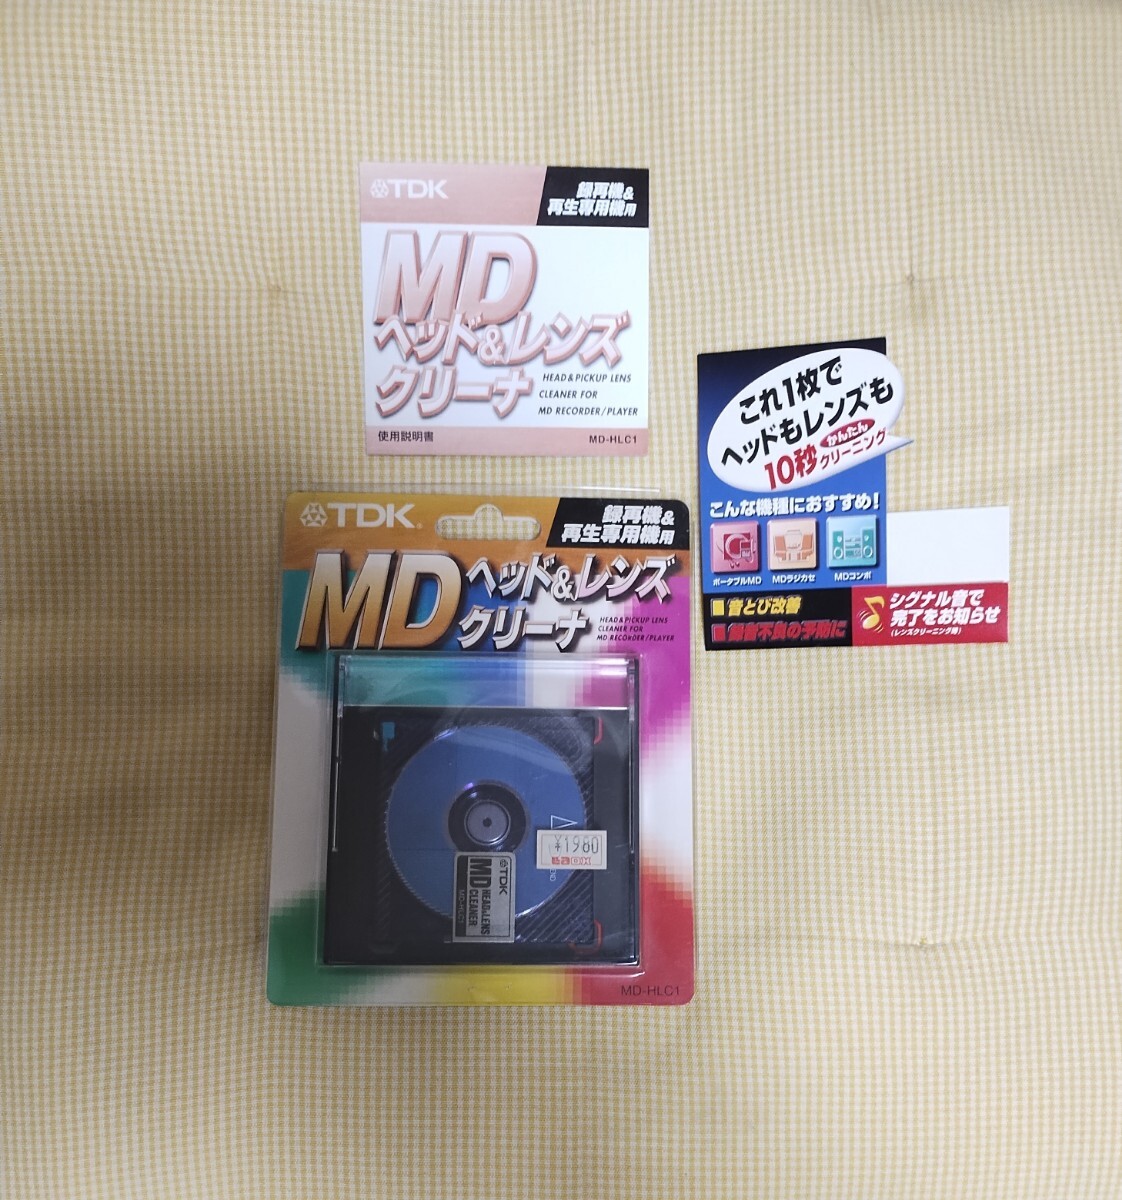 TDK
録再機&
再生専用機用
MD
ヘッド&レンズ
クリーナ
HEAD&PICKUP LENS
CLEANER FOR
MD RECORDER/PLAYER
使用説明書
MD-HLC1
これ1枚で
ヘッドもレンズも
10秒かんたんクリーニング
こんな機種におすすめ!
ポータブルMD
MDラジカセ
MDコンポ
■音とび改善
■録音不良の予防に
シグナル音で
完了をお知らせ
(レンズクリーニング時)
TDK
録再機&
再生専用機用
MD
ヘッド&レンズ
クリーナ
HEAD&PICKUP LENS
CLEANER FOR
MD RECORDER/PLAYER
¥1980
TDK
MD HEAD&LENS
CLEANER
MD-HLC1
MD-HLC1